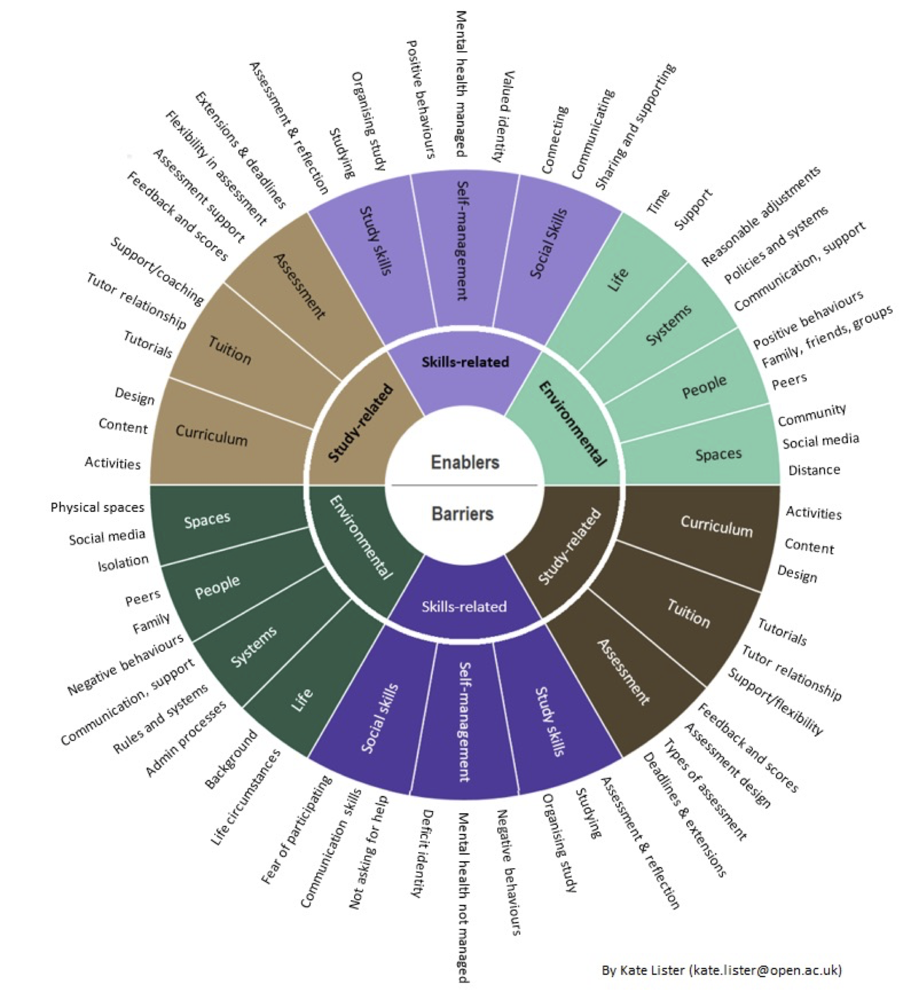 Enablers
Barriers
Skills-related
Study skills
Assessment & reflection
Studying
Organising study
Self-management
Positive behaviours
Mental health managed
Valued identity
Social Skills
Connecting
Communicating
Sharing and supporting
Environmental
Life
Time
Support
Systems
Reasonable adjustments
Policies and systems
Communication, support
People
Positive behaviours
Family, friends, groups
Peers
Spaces
Community
Social media
Distance
Study-related
Curriculum
Activities
Content
Design
Tuition
Tutorials
Tutor relationship
Support/flexibility
Assessment
Feedback and scores
Assessment design
Types of assessment
Deadlines & extensions
Skills-related
Study skills
Assessment & reflection
Studying
Organising study
Self-management
Negative behaviours
Mental health not managed
Deficit identity
Social skills
Not asking for help
Communication skills
Fear of participating
Environmental
Life
Life circumstances
Background
Systems
Admin processes
Rules and systems
Communication, support
People
Negative behaviours
Family
Peers
Spaces
Isolation
Social media
Physical spaces
Study-related
Curriculum
Activities
Content
Design
Tuition
Tutorials
Tutor relationship
Support/coaching
Assessment
Feedback and scores
Assessment support
Flexibility in assessment
Extensions & deadlines
By Kate Lister (kate.lister@open.ac.uk)